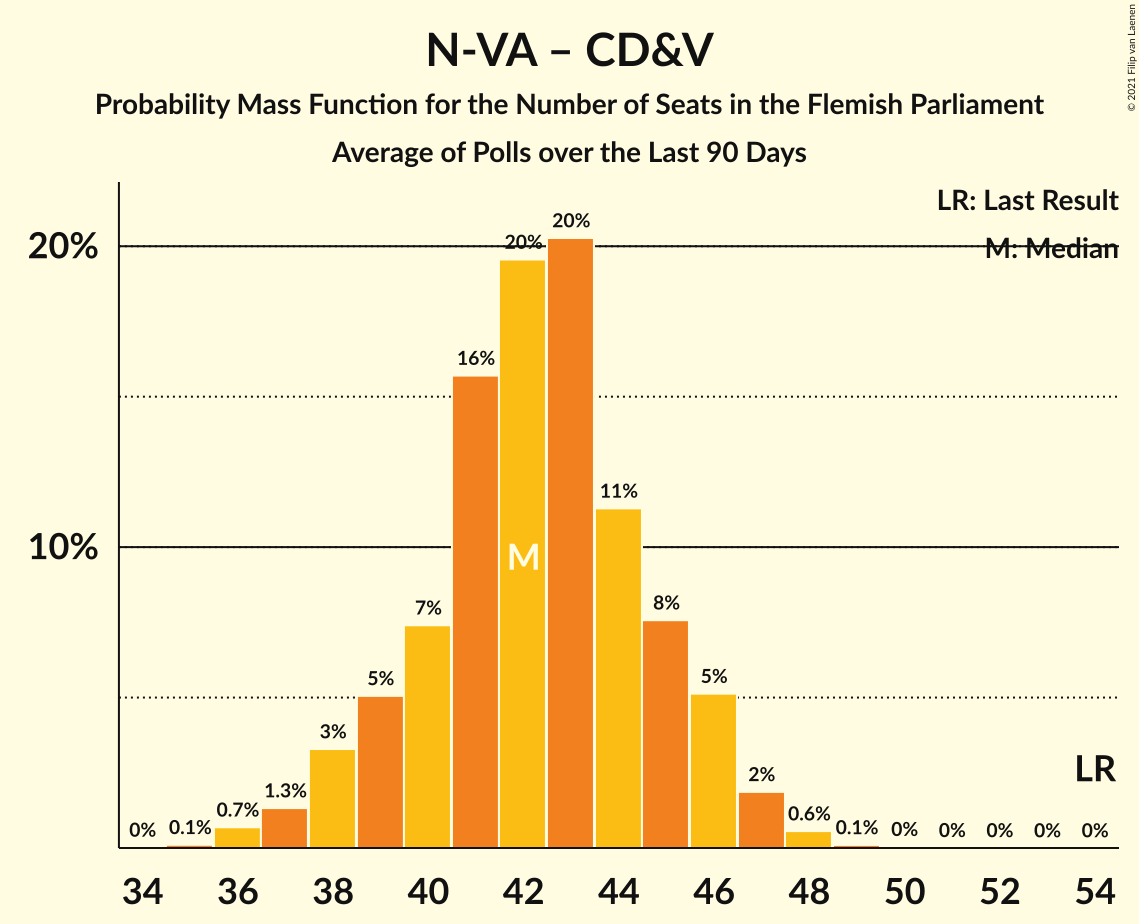 N-VA – CD&V
Probability Mass Function for the Number of Seats in the Flemish Parliament
Average of Polls over the Last 90 Days
© 2021 Filip van Laenen
LR: Last Result
M: Median
20%
10%
0%
0.1%
0.7%
1.3%
3%
5%
7%
16%
20%
20%
11%
8%
5%
2%
0.6%
0.1%
0%
0%
0%
0%
0%
M
LR
34 36 38 40 42 44 46 48 50 52 54